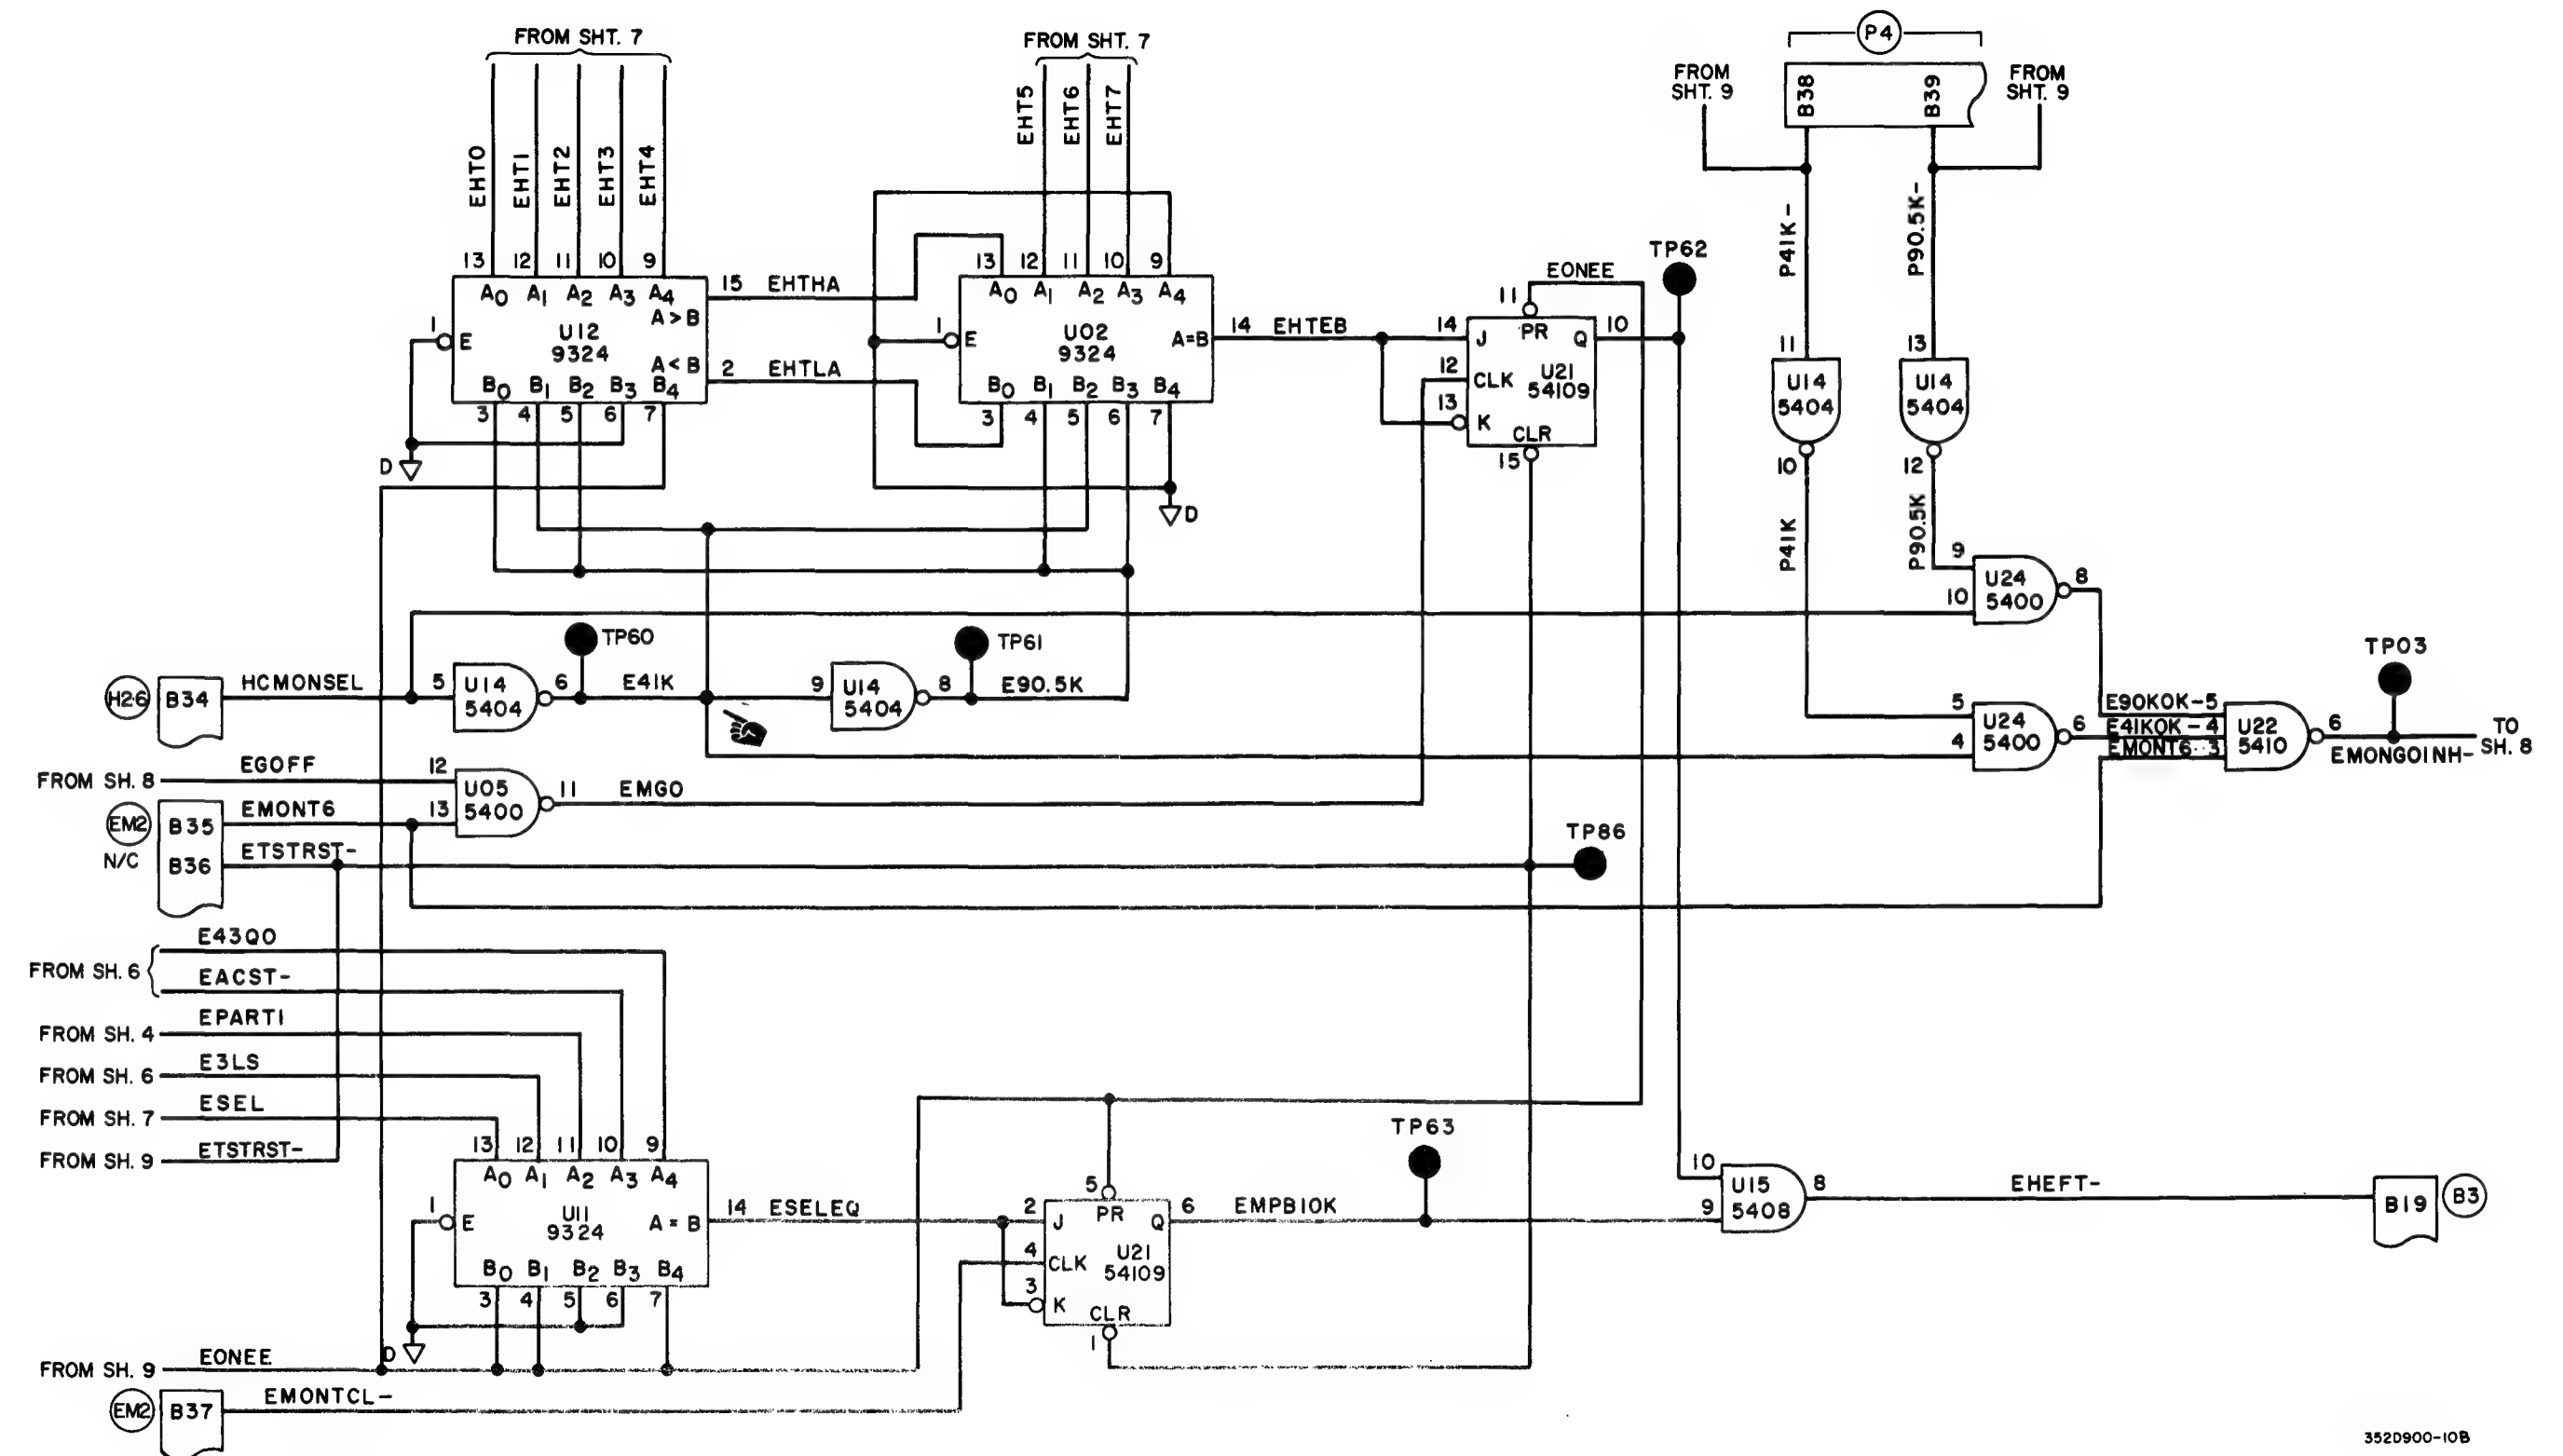 FROM SHT. 7
FROM SHT. 7
P4
FROM SHT. 9
B38
B39
FROM SHT. 9
EHT0
EHT1
EHT2
EHT3
EHT4
EHT5
EHT6
EHT7
P41K-
P90.5K-
TP62
13 12 11 10 9
A0 A1 A2 A3 A4
A>B
U12
9324
A<B
1 E
B0 B1 B2 B3 B4
3 4 5 6 7
15 EHTHA
2 EHTLA
D
13 12 11 10 9
A0 A1 A2 A3 A4
1 E
U02
9324
A=B
B0 B1 B2 B3 B4
3 4 5 6 7
D
14 EHTEB
EONEE
11
14 J PR Q 10
12 CLK
U21
54109
13 K
CLR
15
11
U14
5404
10
13
U14
5404
12
P41K
P90.5K
9
10
U24
5400
8
TP60
TP61
TP03
H2-6
B34
HCMONSEL
5
U14
5404
6
E41K
9
U14
5404
8
E90.5K
5
4
U24
5400
6
E90KOK-5
E41KOK-4
EMONT6 3
U22
5410
6
EMONGOINH-
TO SH. 8
FROM SH. 8
EGOFF
12
13
U05
5400
11
EMGO
EM2
B35
EMONT6
N/C
B36
ETSTRST-
TP86
FROM SH. 6
E43Q0
EACST-
FROM SH. 4
EPART1
FROM SH. 6
E3LS
FROM SH. 7
ESEL
FROM SH. 9
ETSTRST-
13 12 11 10 9
A0 A1 A2 A3 A4
1 E
U11
9324
A=B
B0 B1 B2 B3 B4
3 4 5 6 7
D
14 ESELEQ
5
2 J PR Q 6
4 CLK
U21
54109
3 K
CLR
1
EMPB10K
TP63
10
9
U15
5408
8
EHEFT-
B19
B3
FROM SH. 9
EONEE
EM2
B37
EMONTCL-
352D900-10B